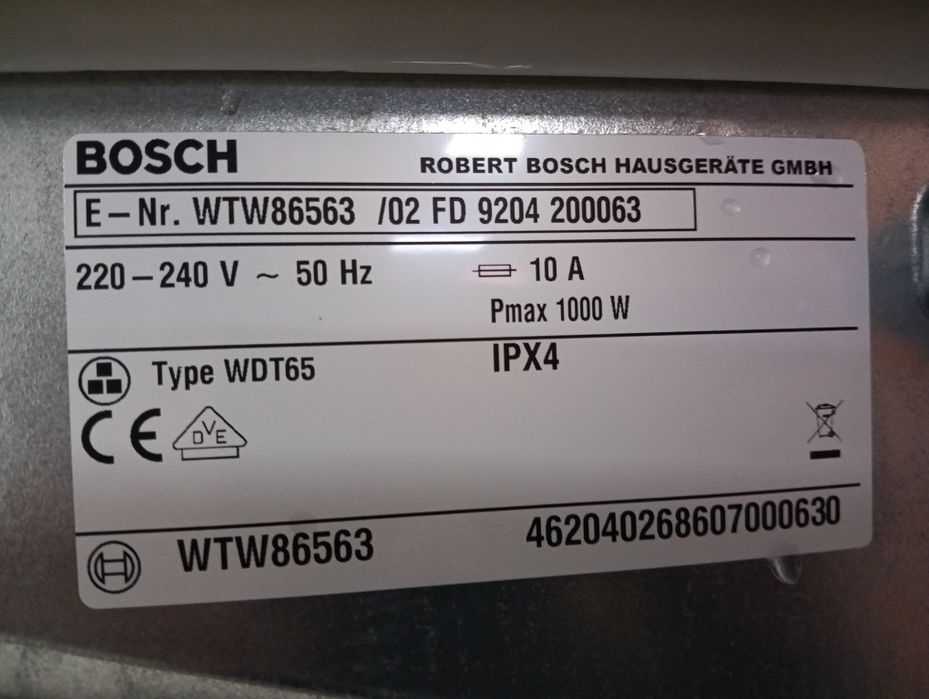 BOSCH
ROBERT BOSCH HAUSGERÄTE GMBH
E – Nr. WTW86563 /02 FD 9204 200063
220 – 240 V ~ 50 Hz
10 A
Pmax 1000 W
Type WDT65
IPX4
CE
DVE
WTW86563
462040268607000630